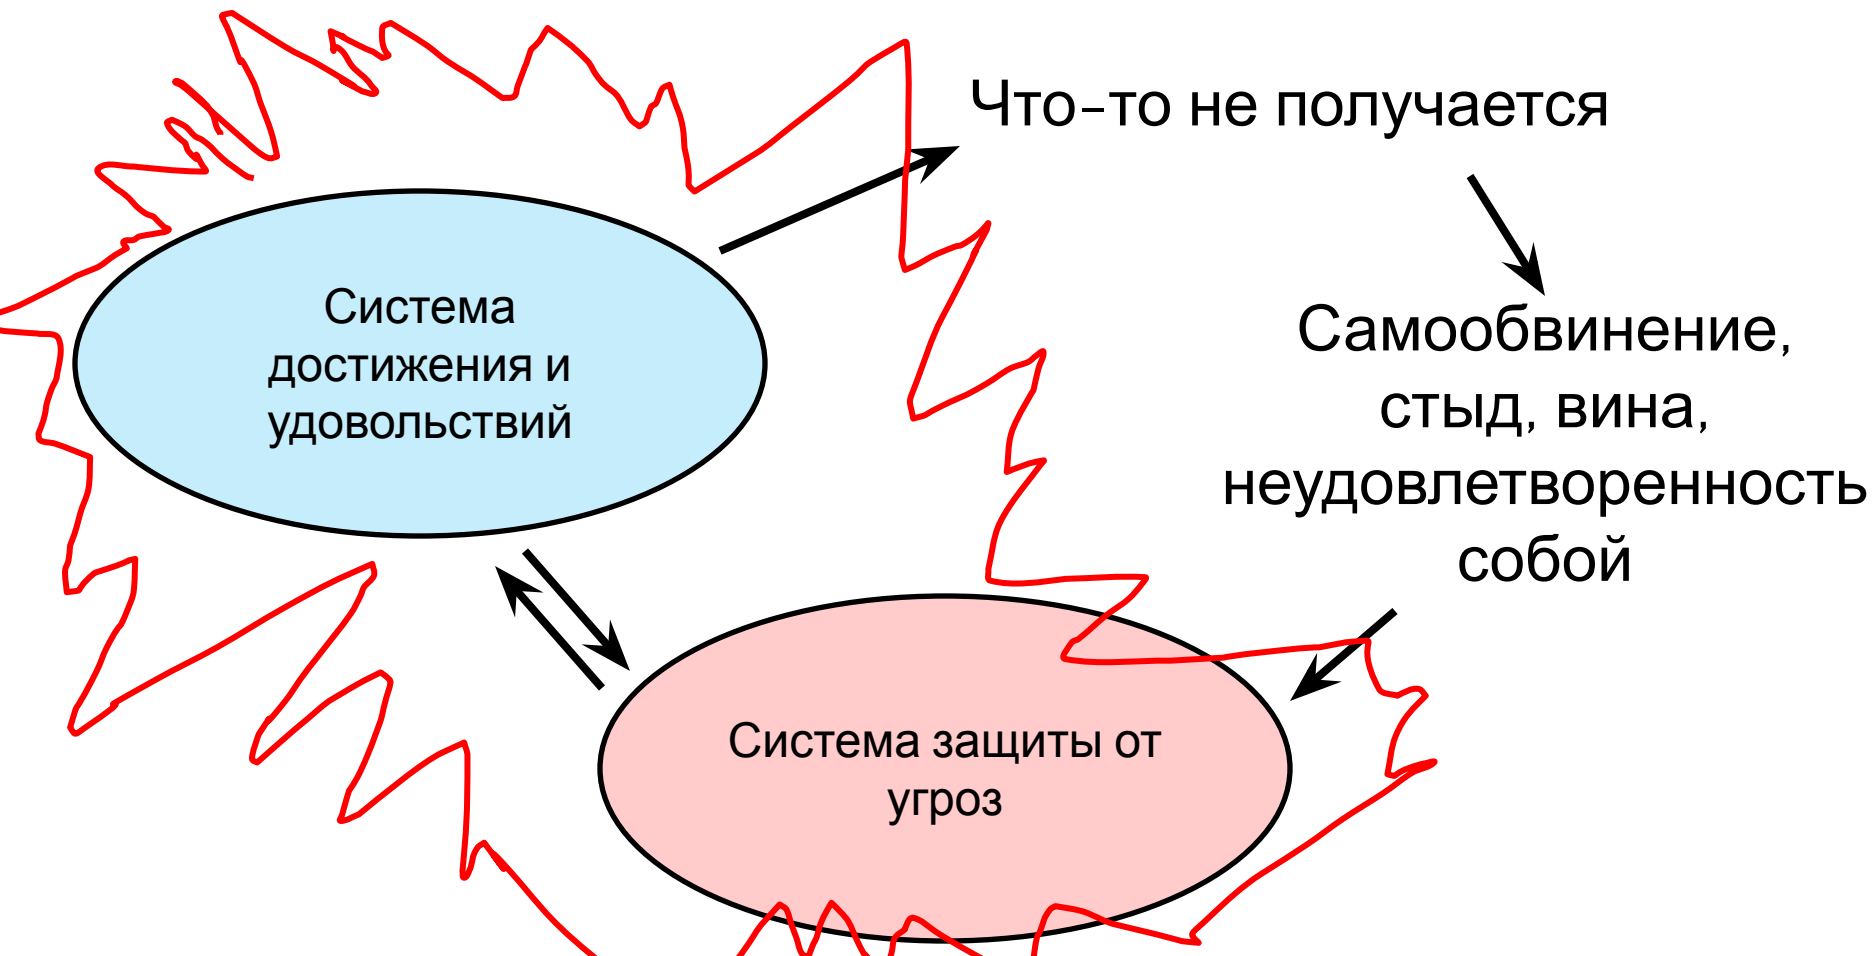 Что-то не получается
Система
достижения и
удовольствий
Самообвинение,
стыд, вина,
неудовлетворенность
собой
Система защиты от
угроз